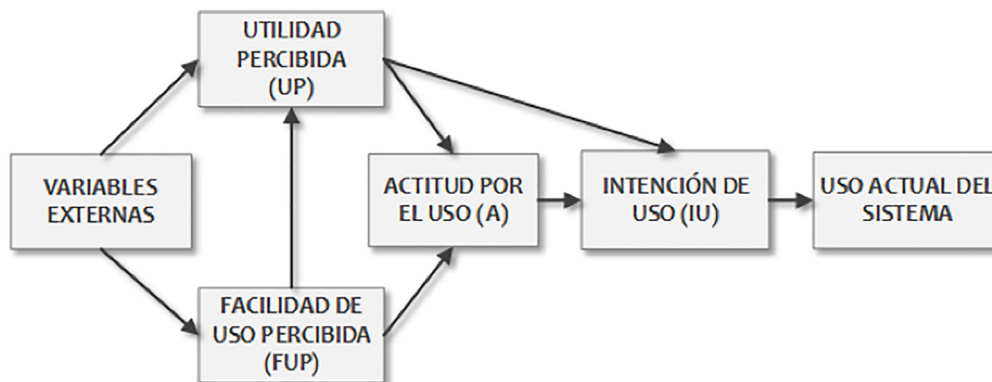 UTILIDAD
PERCIBIDA
(UP)
VARIABLES
EXTERNAS
ACTITUD POR
EL USO (A)
INTENCIÓN DE
USO (IU)
USO ACTUAL DEL
SISTEMA
FACILIDAD DE
USO PERCIBIDA
(FUP)